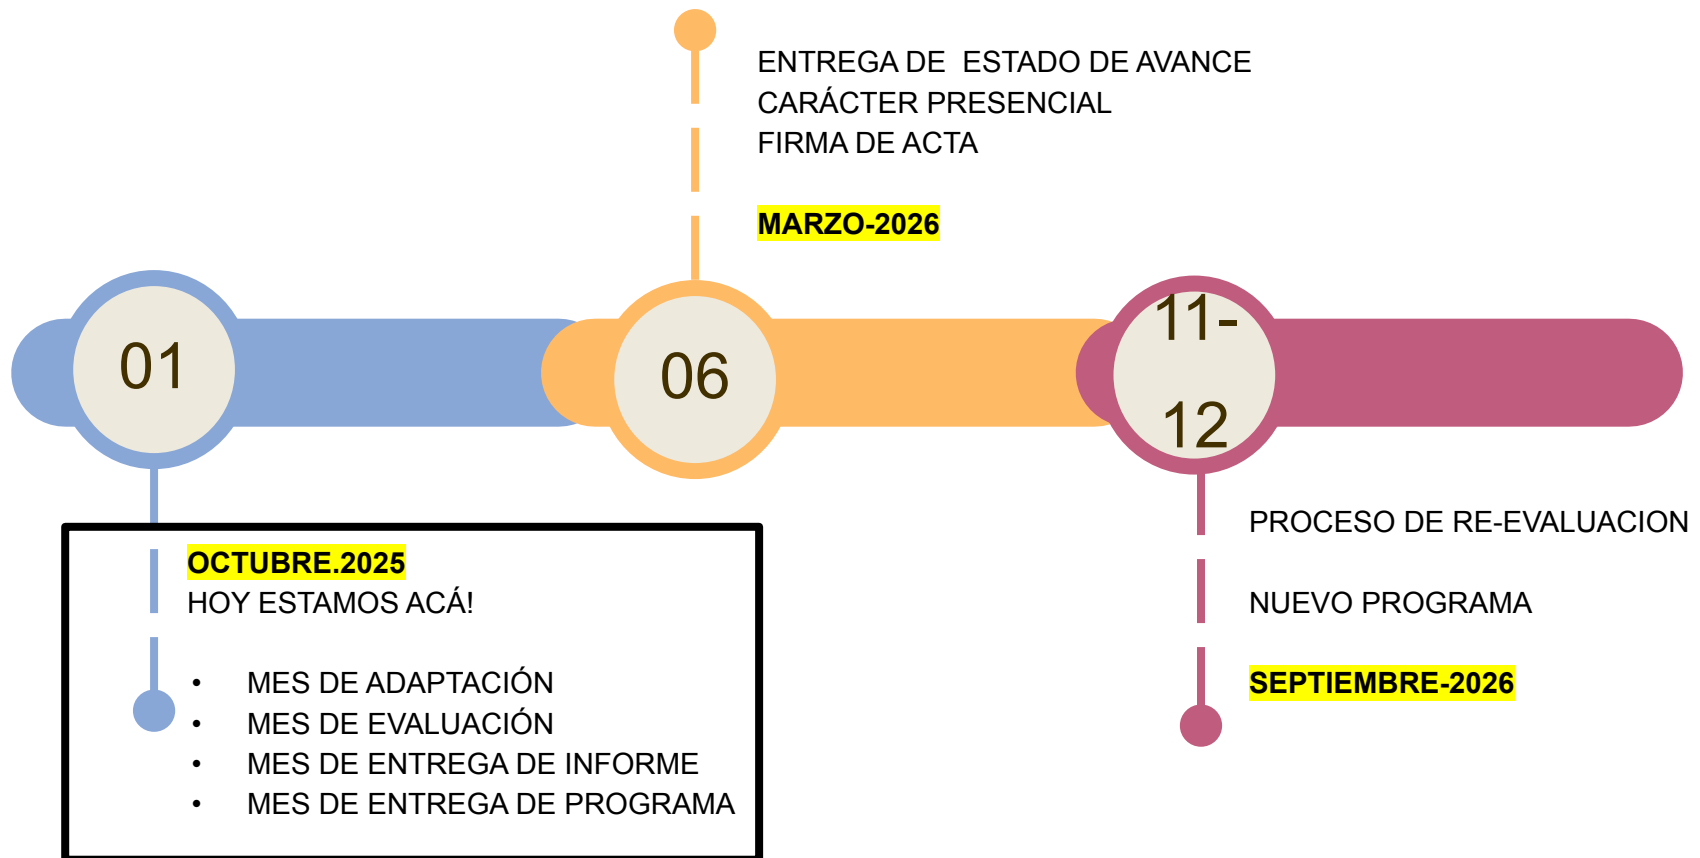 ENTREGA DE  ESTADO DE AVANCE
CARÁCTER PRESENCIAL
FIRMA DE ACTA
MARZO-2026
01
06
11-
12
OCTUBRE.2025
HOY ESTAMOS ACÁ!
• MES DE ADAPTACIÓN
• MES DE EVALUACIÓN
• MES DE ENTREGA DE INFORME
• MES DE ENTREGA DE PROGRAMA
PROCESO DE RE-EVALUACION
NUEVO PROGRAMA
SEPTIEMBRE-2026